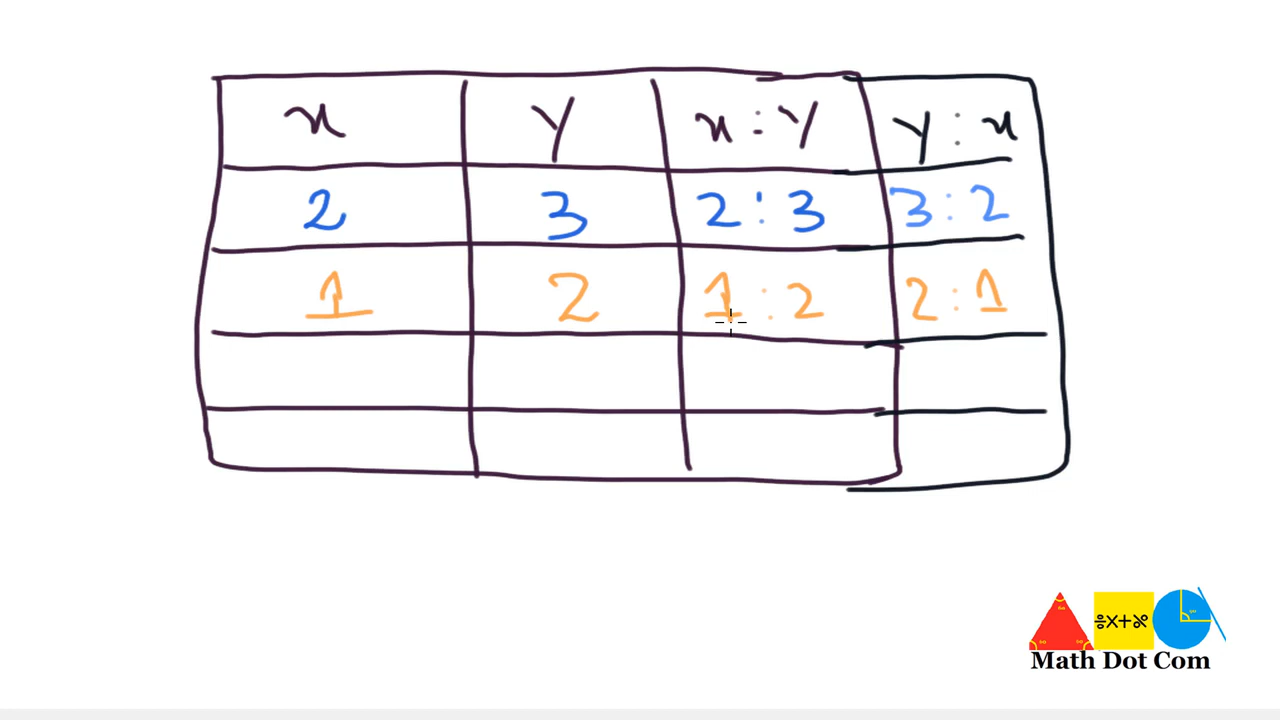 x y x : y y : x
2 3 2 : 3 3 : 2
1 2 1 : 2 2 : 1
÷×+%
Math Dot Com